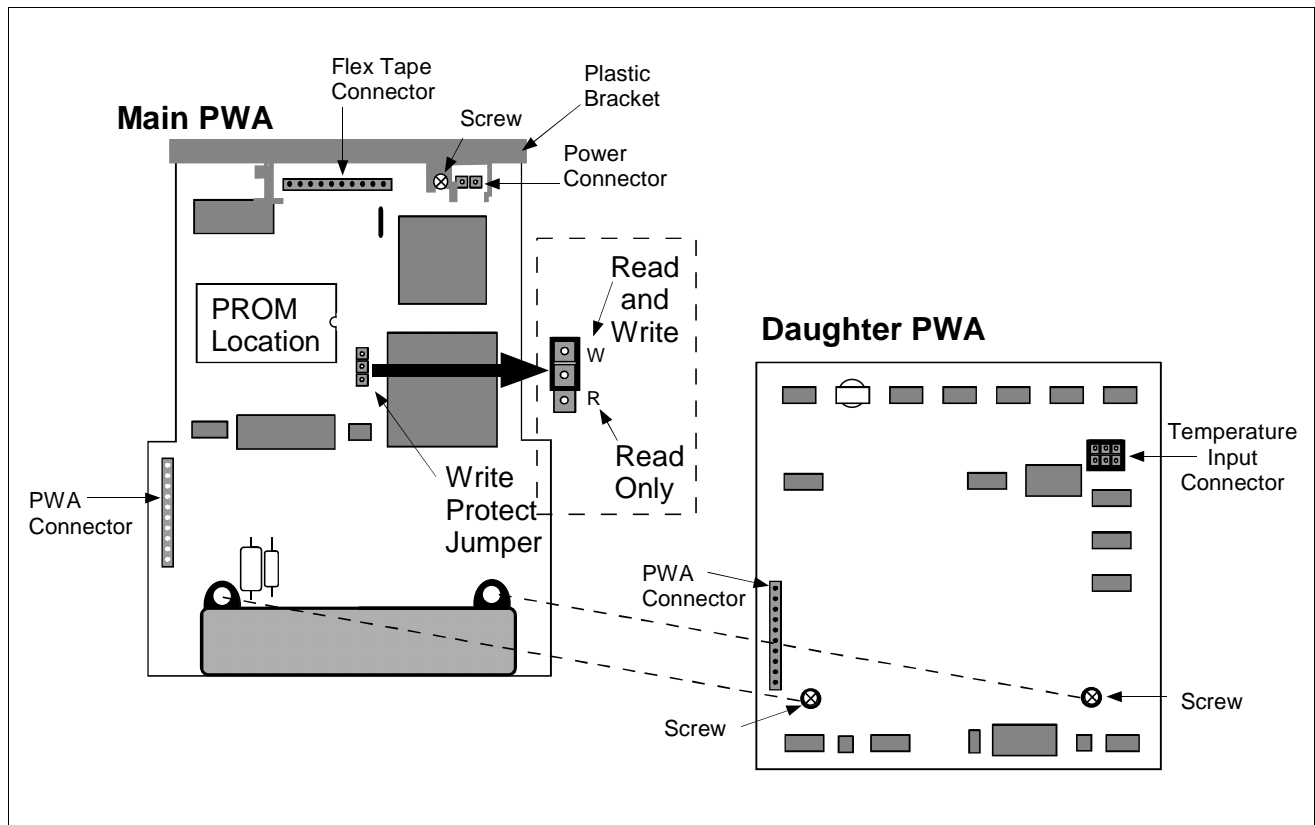 Flex Tape
Connector
Plastic
Bracket
Main PWA
Screw
Power
Connector
Read
and
Write
PROM
Location
W
R
Daughter PWA
Read
Only
Write
Protect
Jumper
PWA
Connector
Temperature
Input
Connector
PWA
Connector
Screw
Screw